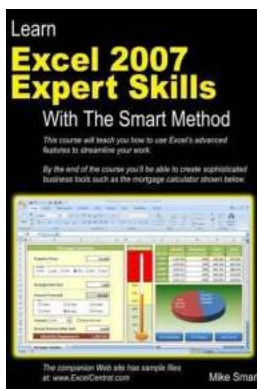 Learn
Excel 2007
Expert Skills
With The Smart Method
This course will teach you how to use Excel's advanced
features to streamline your work.
By the end of the course you'll be able to create sophisticated
business tools such as the mortgage calculator shown below.
The companion Web site has sample files
at: www.ExcelCentral.com
Mike Smar